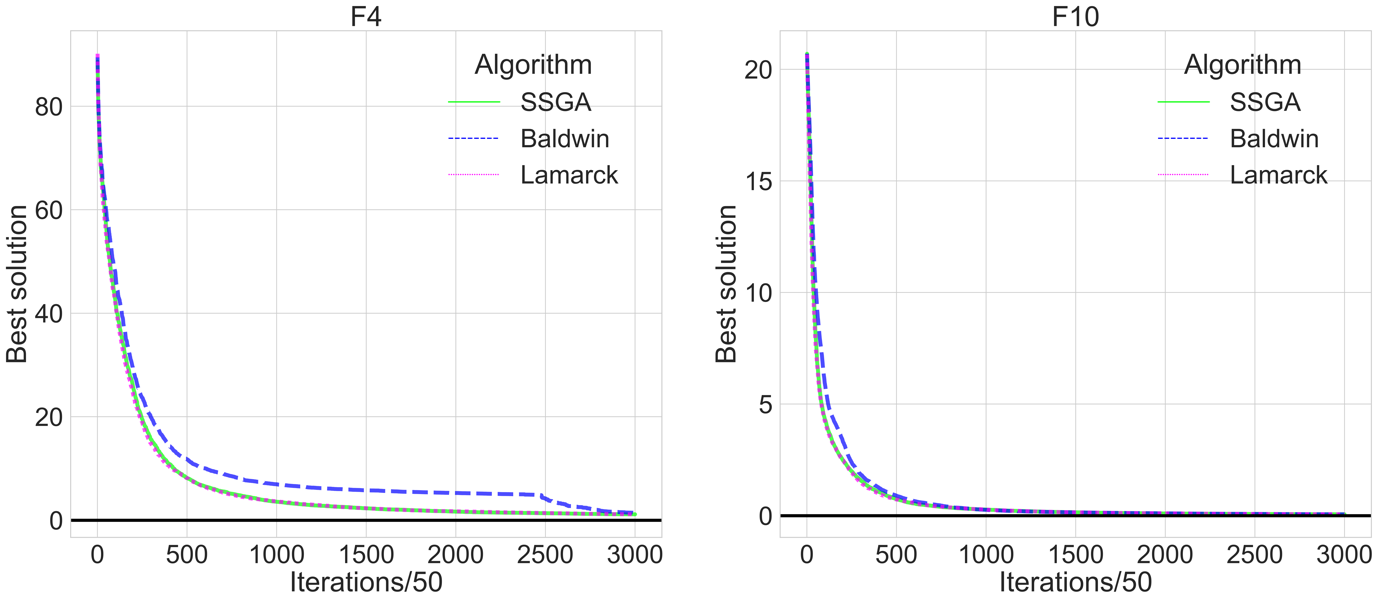 F4
Algorithm
SSGA
Baldwin
Lamarck
Best solution
80
60
40
20
0
0 500 1000 1500 2000 2500 3000
Iterations/50
F10
Algorithm
SSGA
Baldwin
Lamarck
Best solution
20
15
10
5
0
0 500 1000 1500 2000 2500 3000
Iterations/50